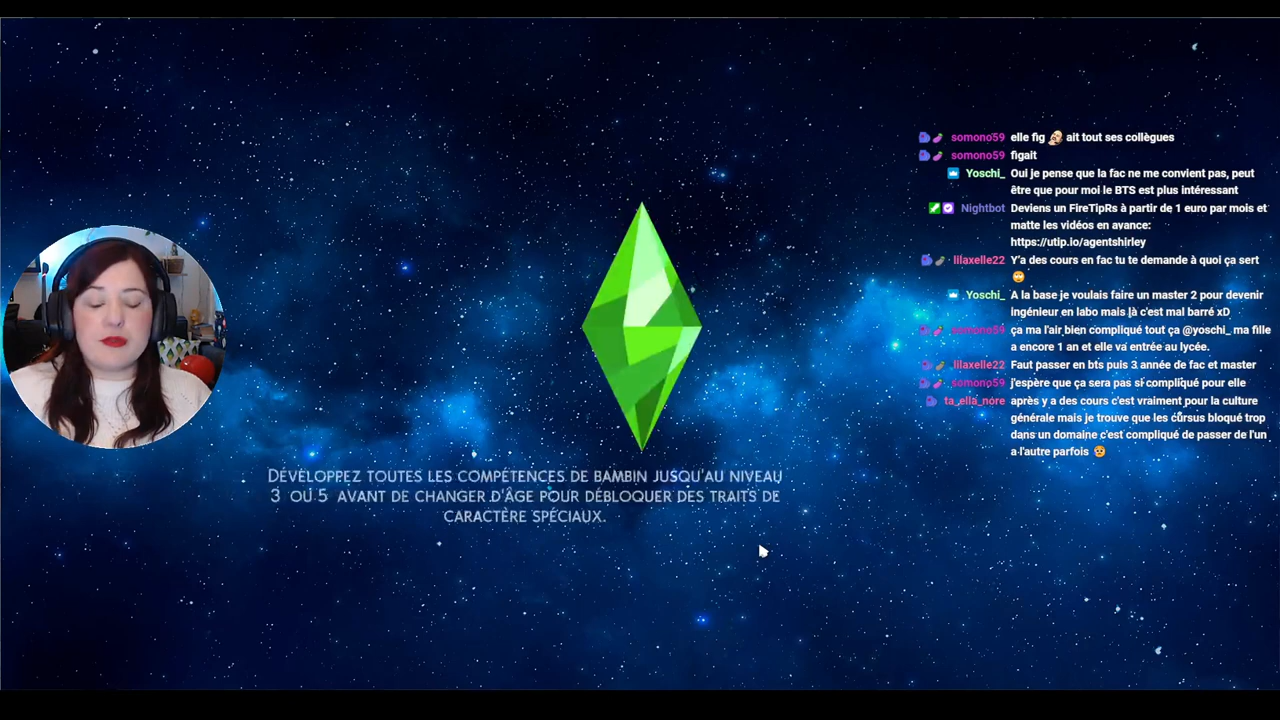 somono59 elle fig ait tout ses collègues
somono59 figait
Yoschi_ Oui je pense que la fac ne me convient pas, peut
être que pour moi le BTS est plus intéressant
Nightbot Deviens un FireTipRs à partir de 1 euro par mois et
matte les vidéos en avance:
https://utip.io/agentshirley
lilaxelle22 Y'a des cours en fac tu te demande à quoi ça sert
Yoschi_ A la base je voulais faire un master 2 pour devenir
ingénieur en labo mais là c'est mal barré xD
somono59 ça ma l'air bien compliqué tout ça @yoschi_ ma fille
a encore 1 an et elle va entrée au lycée.
lilaxelle22 Faut passer en bts puis 3 année de fac et master
somono59 j'espère que ça sera pas si compliqué pour elle
ta_ella_nore après y a des cours c'est vraiment pour la culture
générale mais je trouve que les cursus bloqué trop
dans un domaine c'est compliqué de passer de l'un
a l'autre parfois
DÉVELOPPEZ TOUTES LES COMPÉTENCES DE BAMBIN JUSQU'AU NIVEAU
3 OU 5 AVANT DE CHANGER D'ÂGE POUR DÉBLOQUER DES TRAITS DE
CARACTÈRE SPÉCIAUX.